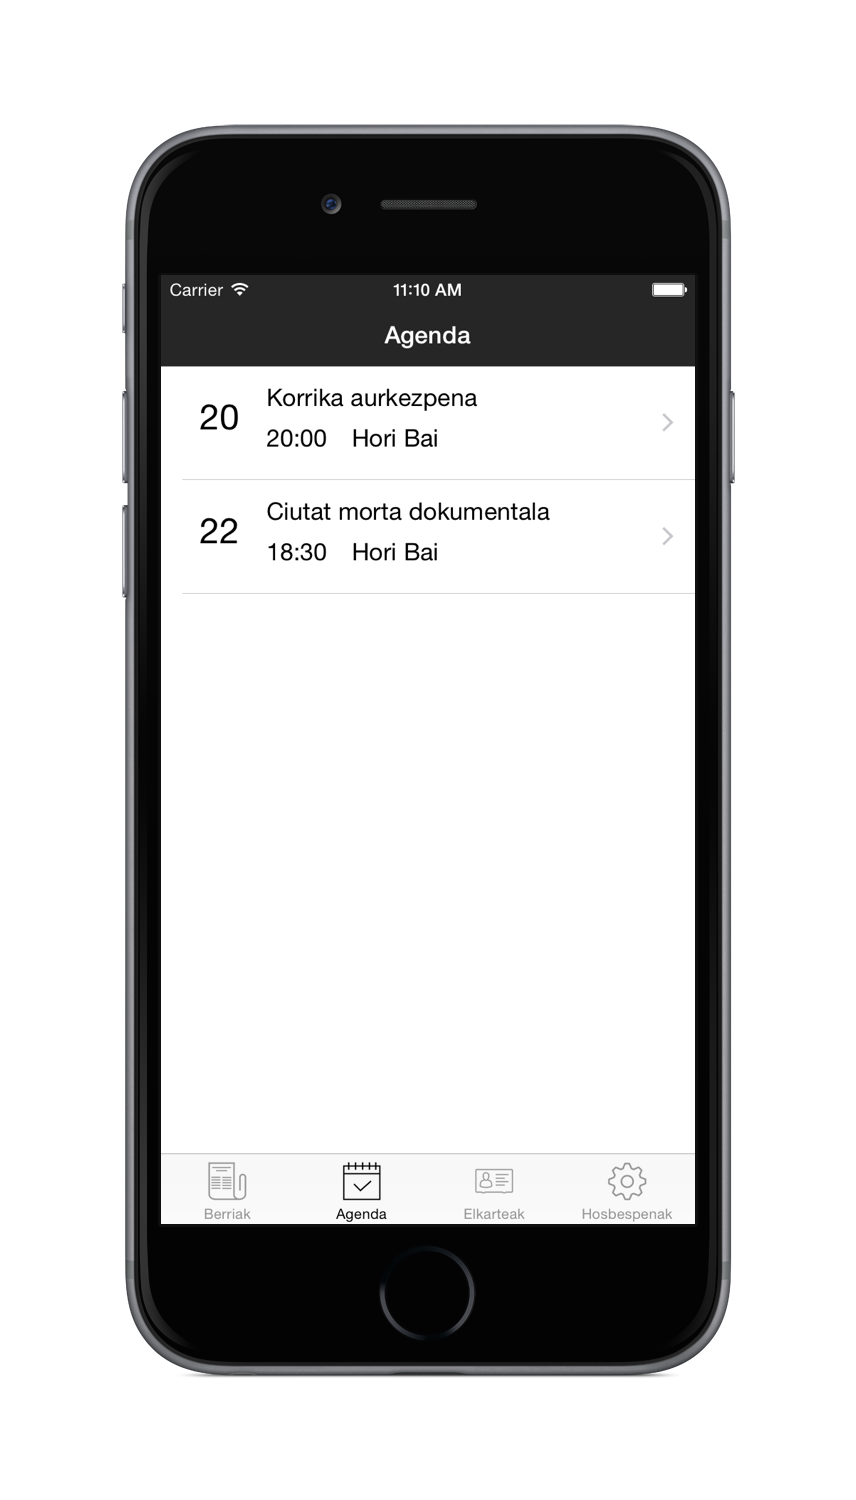 Carrier 11:10 AM
Agenda
20
Korrika aurkezpena
20:00 Hori Bai
22
Ciutat morta dokumentala
18:30 Hori Bai
Berriak Agenda Elkarteak Hosbespenak